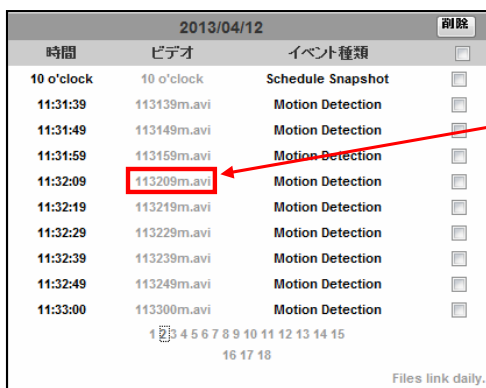 2013/04/12 削除
時間 ビデオ イベント種類
10 o'clock 10 o'clock Schedule Snapshot
11:31:39 113139m.avi Motion Detection
11:31:49 113149m.avi Motion Detection
11:31:59 113159m.avi Motion Detection
11:32:09 113209m.avi Motion Detection
11:32:19 113219m.avi Motion Detection
11:32:29 113229m.avi Motion Detection
11:32:39 113239m.avi Motion Detection
11:32:49 113249m.avi Motion Detection
11:33:00 113300m.avi Motion Detection
1 2 3 4 5 6 7 8 9 10 11 12 13 14 15
16 17 18
Files link daily.